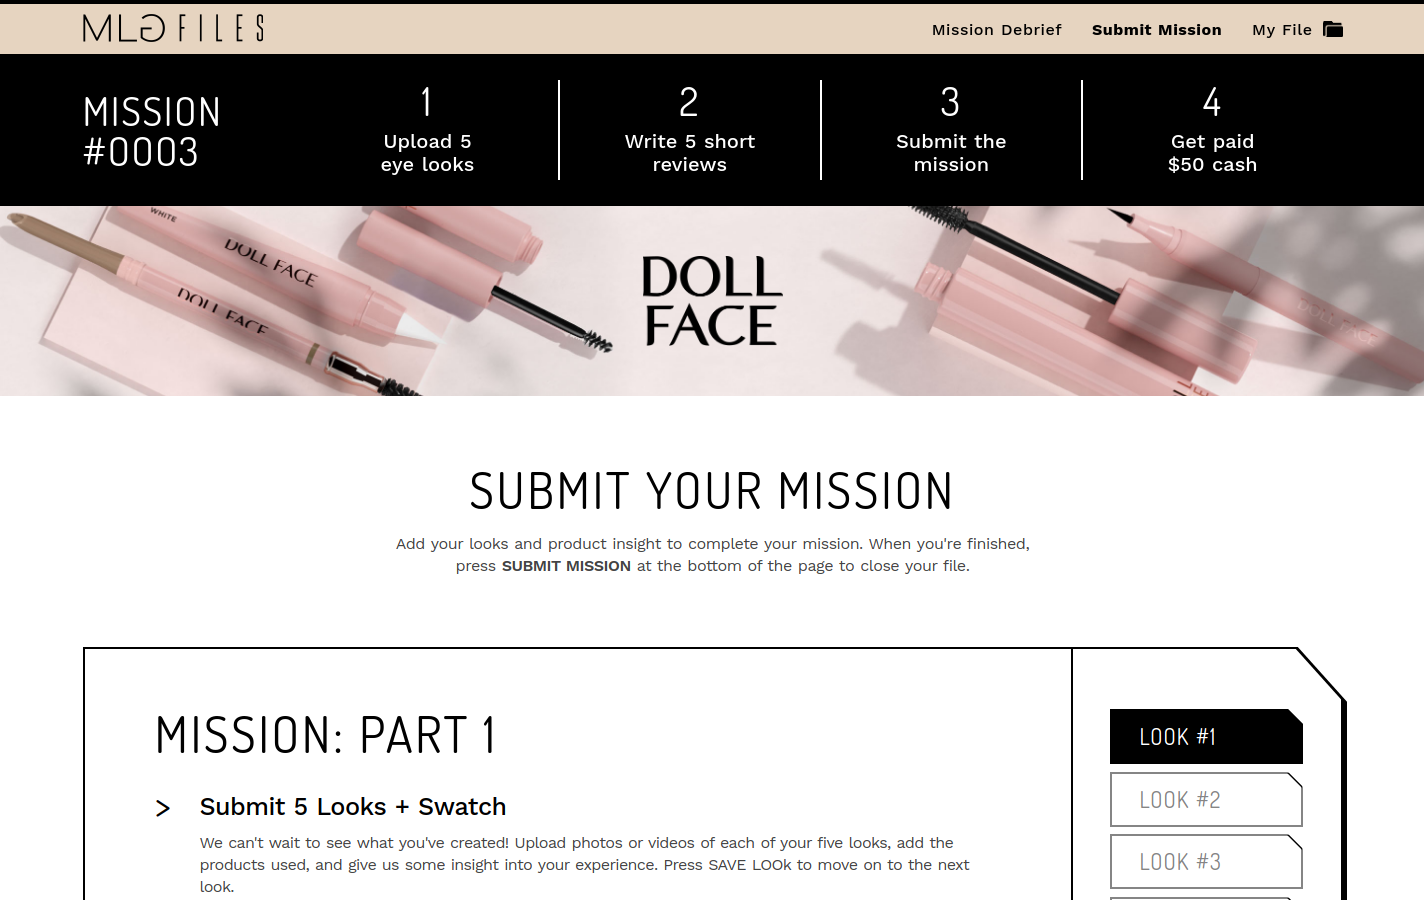 MLG FILES
Mission Debrief
Submit Mission
My File
MISSION
#0003
1
Upload 5
eye looks
2
Write 5 short
reviews
3
Submit the
mission
4
Get paid
$50 cash
WHITE
DOLL FACE
DOLL FACE
DOLL
FACE
DOLL FACE
SUBMIT YOUR MISSION
Add your looks and product insight to complete your mission. When you're finished,
press SUBMIT MISSION at the bottom of the page to close your file.
MISSION: PART 1
> Submit 5 Looks + Swatch
We can't wait to see what you've created! Upload photos or videos of each of your five looks, add the
products used, and give us some insight into your experience. Press SAVE LOOk to move on to the next
look.
LOOK #1
LOOK #2
LOOK #3